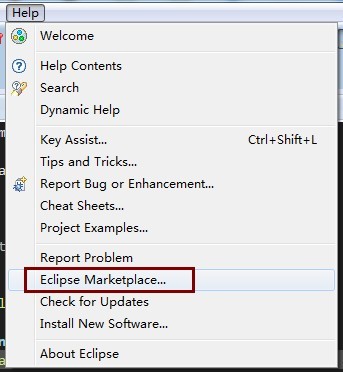 Help
Welcome
Help Contents
Search
Dynamic Help
Key Assist... Ctrl+Shift+L
Tips and Tricks...
Report Bug or Enhancement...
Cheat Sheets...
Project Examples...
Report Problem
Eclipse Marketplace...
Check for Updates
Install New Software...
About Eclipse